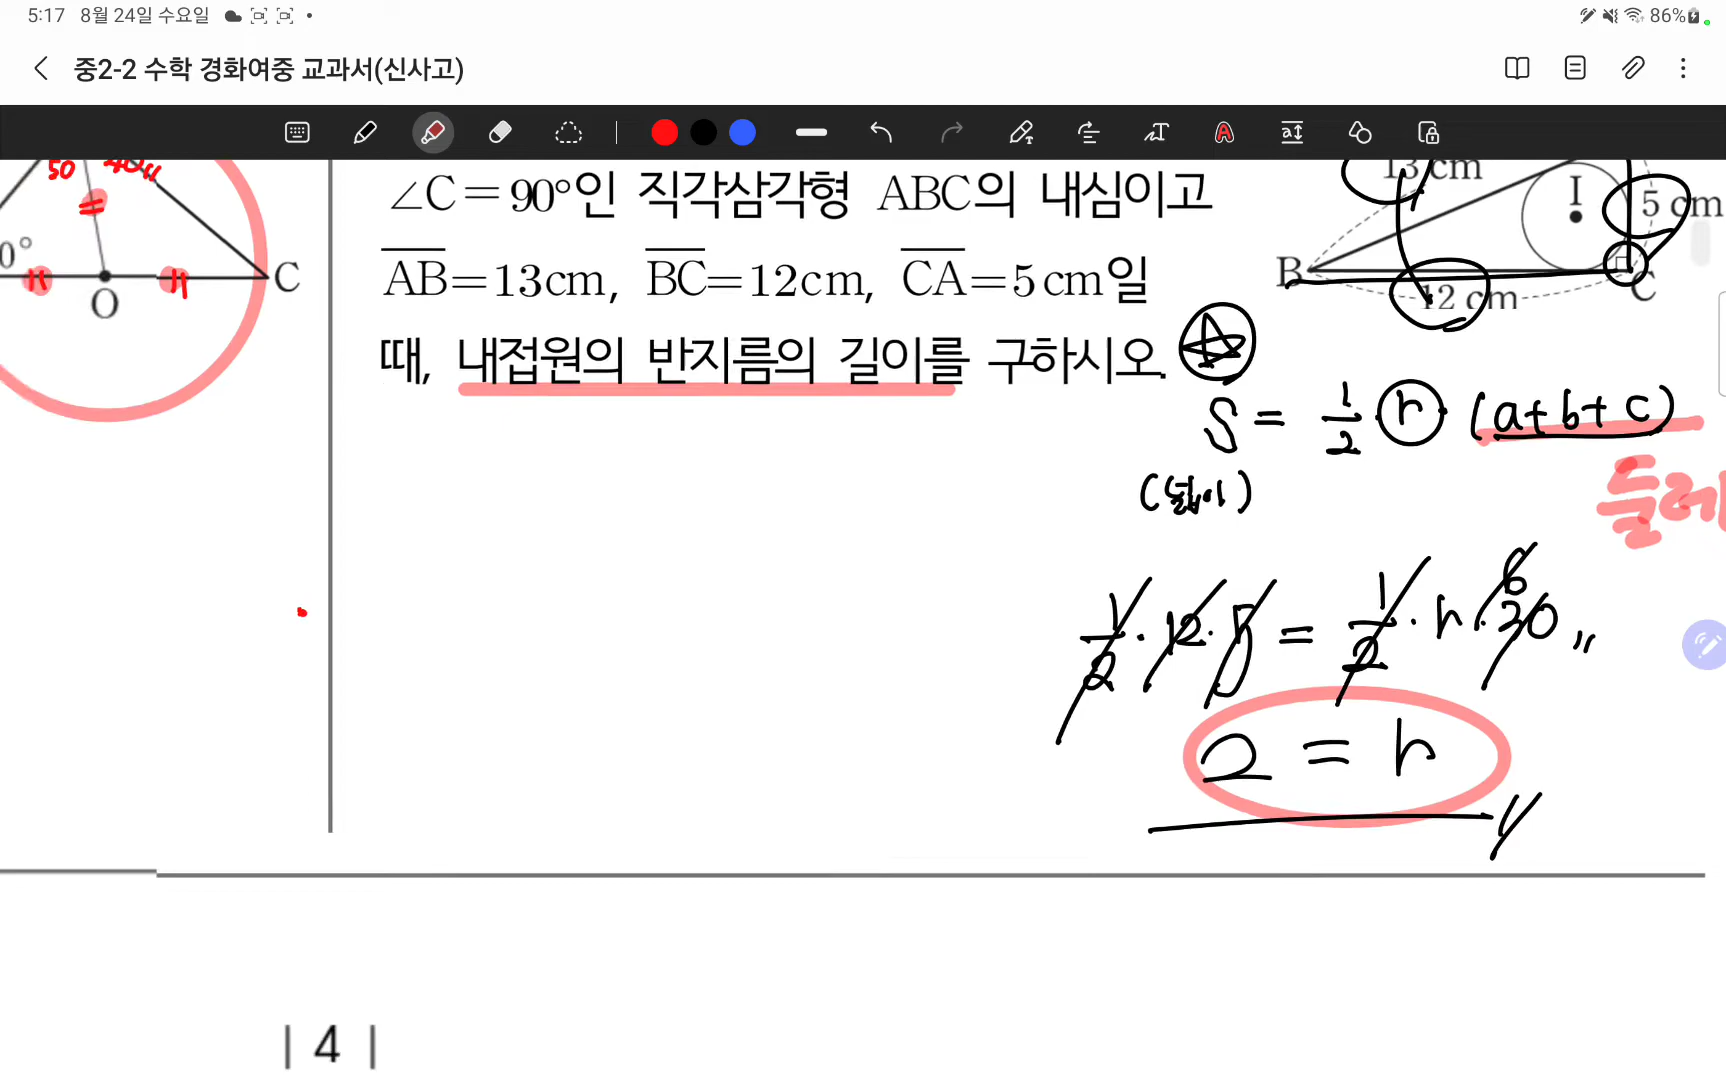 5:17 8월 24일 수요일
86%
중2-2 수학 경화여중 교과서(신사고)
50 40
0°
O
C
∠C=90°인 직각삼각형 ABC의 내심이고
AB=13cm, BC=12cm, CA=5cm일
때, 내접원의 반지름의 길이를 구하시오.
13 cm
I
5 cm
B
12 cm
C
S = 1/2 r (a+b+c)
(넓이)
둘레
1/2 · 12 · 5 = 1/2 · r · 30
6
2 = r
| 4 |